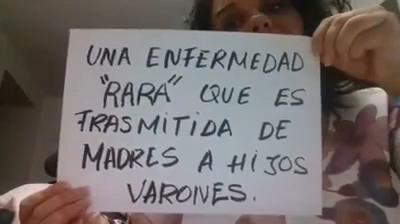 UNA ENFERMEDAD
"RARA" QUE ES
TRASMITIDA DE
MADRES A HIJOS
VARONES.